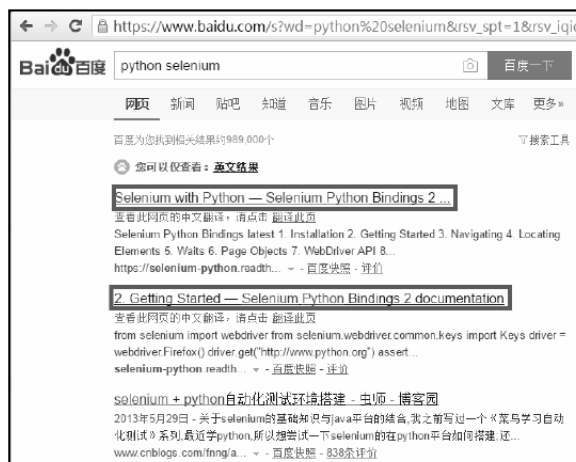 https://www.baidu.com/s?wd=python%20selenium&rsv_spt=1&rsv_iqi
Bai百度 python selenium 百度一下
网页 新闻 贴吧 知道 音乐 图片 视频 地图 文库 更多»
百度为您找到相关结果约989,000个 搜索工具
您可以仅查看：英文结果
Selenium with Python — Selenium Python Bindings 2 ...
查看此网页的中文翻译，请点击 翻译此页
Selenium Python Bindings latest 1. Installation 2. Getting Started 3. Navigating 4. Locating
Elements 5. Waits 6. Page Objects 7. WebDriver API 8...
https://selenium-python.readth... - 百度快照 - 评价
2. Getting Started — Selenium Python Bindings 2 documentation
查看此网页的中文翻译，请点击 翻译此页
from selenium import webdriver from selenium.webdriver.common.keys import Keys driver =
webdriver.Firefox() driver.get("http://www.python.org") assert...
selenium-python.readth... - 百度快照 - 评价
selenium + python自动化测试环境搭建 - 虫师 - 博客园
2013年5月29日 - 关于selenium的基础知识与java平台的结合,我之前写过一个《菜鸟学习自动
化测试》系列,最近学python,所以想尝试一下selenium的在python平台如何搭建,还...
www.cnblogs.com/fnng/a... - 百度快照 - 838条评价